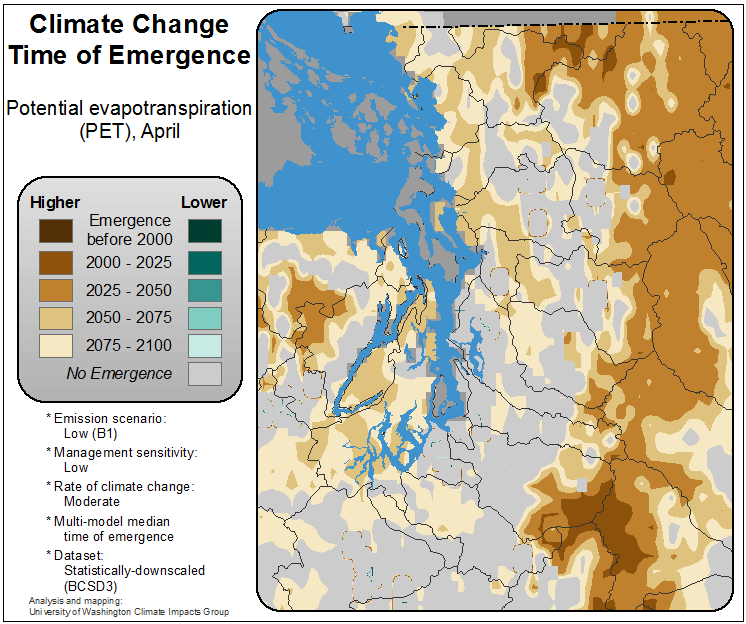 Climate Change
Time of Emergence
Potential evapotranspiration
(PET), April
Higher Lower
Emergence
before 2000
2000 - 2025
2025 - 2050
2050 - 2075
2075 - 2100
No Emergence
* Emission scenario:
Low (B1)
* Management sensitivity:
Low
* Rate of climate change:
Moderate
* Multi-model median
time of emergence
* Dataset:
Statistically-downscaled
(BCSD3)
Analysis and mapping:
University of Washington Climate Impacts Group